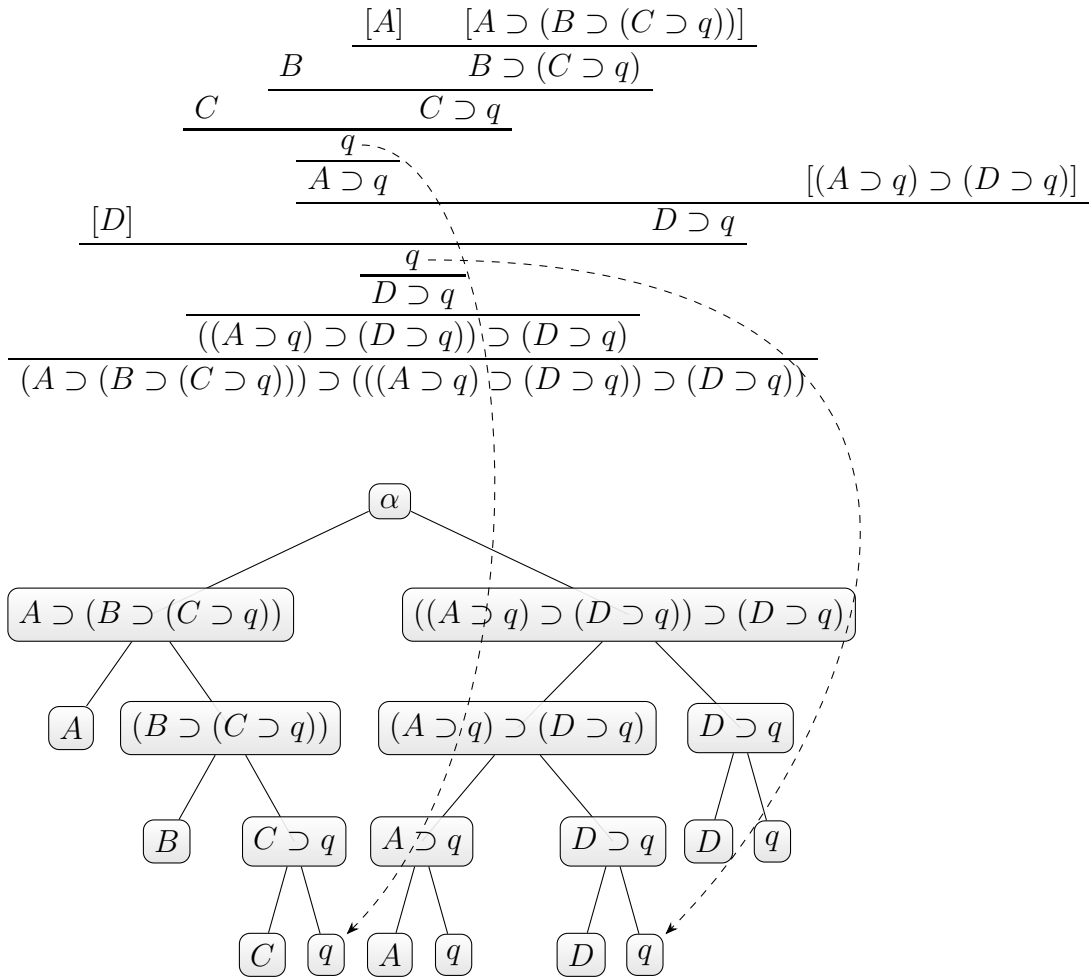 [A] [A ⊃ (B ⊃ (C ⊃ q))]
B B ⊃ (C ⊃ q)
C C ⊃ q
q
A ⊃ q [(A ⊃ q) ⊃ (D ⊃ q)]
[D] D ⊃ q
q
D ⊃ q
((A ⊃ q) ⊃ (D ⊃ q)) ⊃ (D ⊃ q)
(A ⊃ (B ⊃ (C ⊃ q))) ⊃ (((A ⊃ q) ⊃ (D ⊃ q)) ⊃ (D ⊃ q))
α
A ⊃ (B ⊃ (C ⊃ q)) ((A ⊃ q) ⊃ (D ⊃ q)) ⊃ (D ⊃ q)
A (B ⊃ (C ⊃ q)) (A ⊃ q) ⊃ (D ⊃ q) D ⊃ q
B C ⊃ q A ⊃ q D ⊃ q D q
C q A q D q